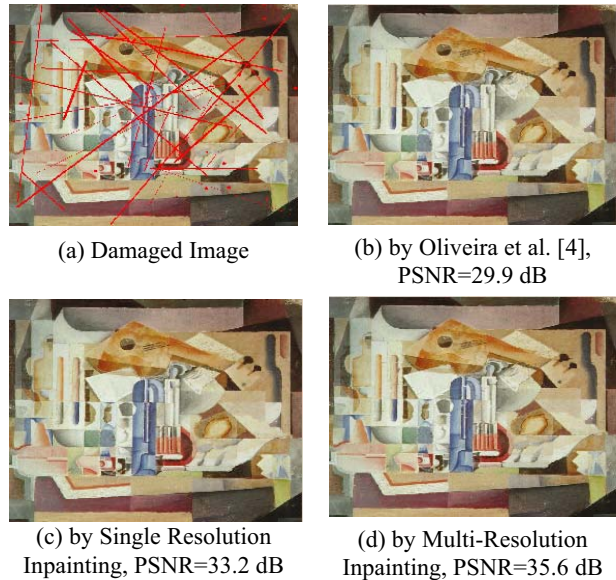 (a) Damaged Image
(b) by Oliveira et al. [4],
PSNR=29.9 dB
(c) by Single Resolution
Inpainting, PSNR=33.2 dB
(d) by Multi-Resolution
Inpainting, PSNR=35.6 dB